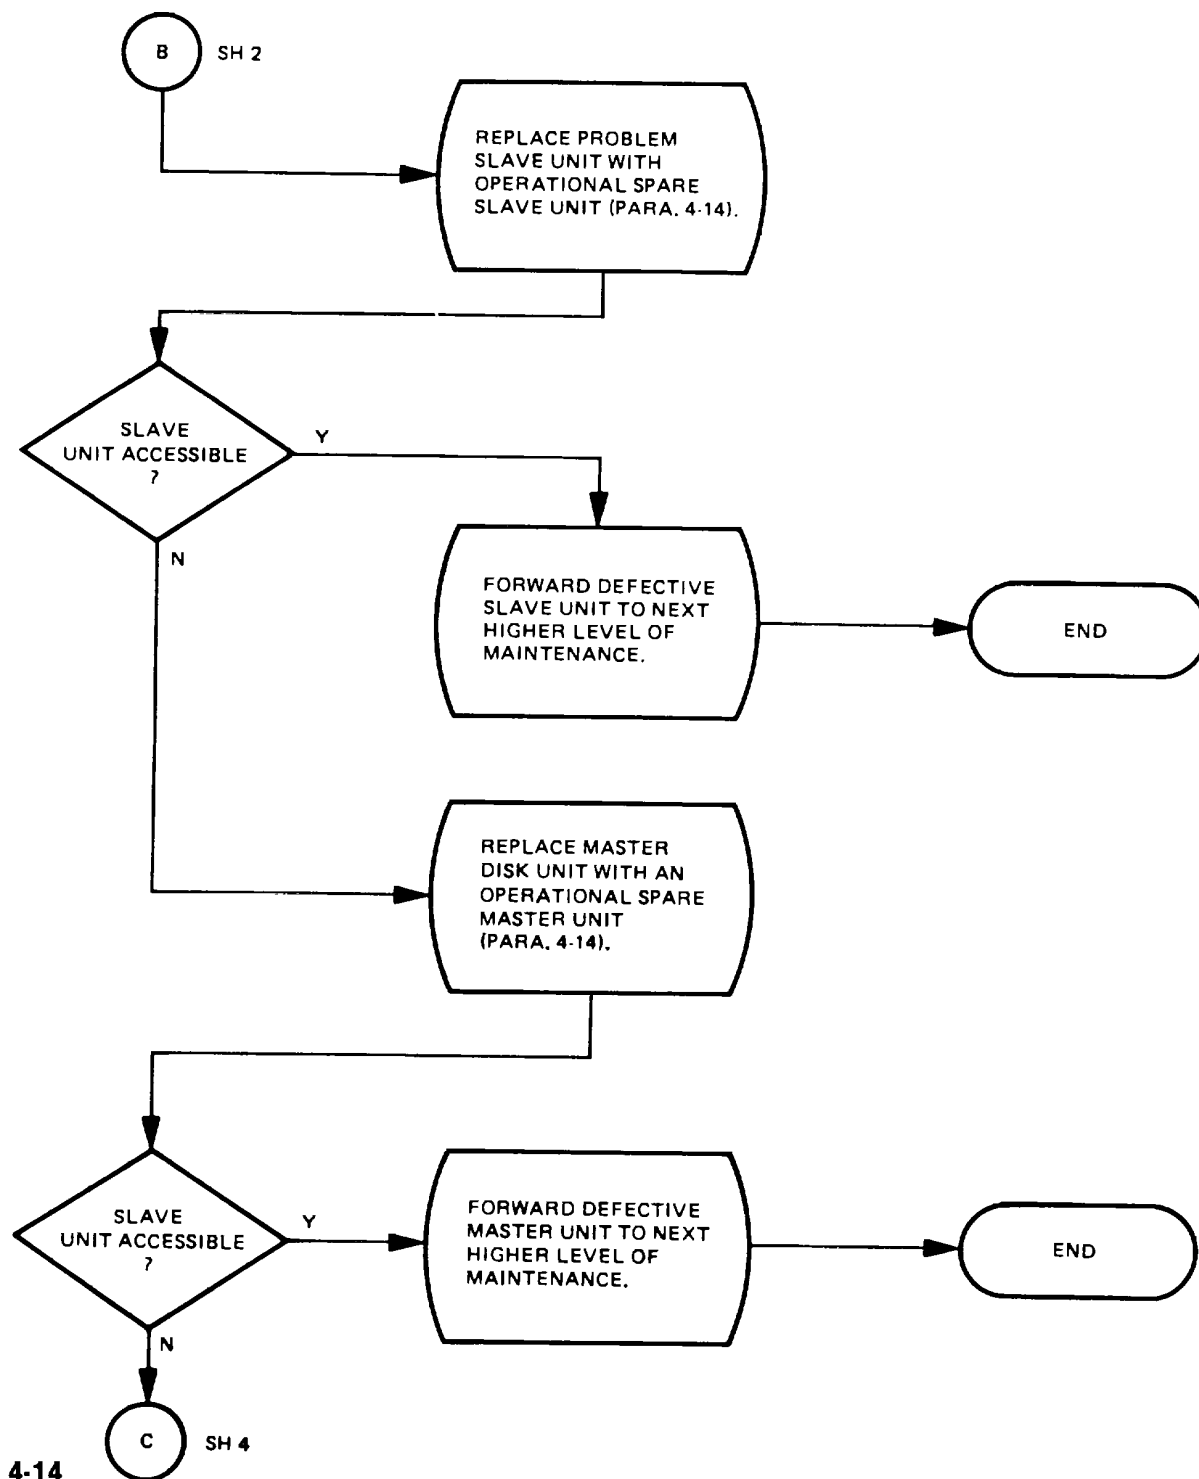 B SH 2
REPLACE PROBLEM
SLAVE UNIT WITH
OPERATIONAL SPARE
SLAVE UNIT (PARA. 4-14).
SLAVE
UNIT ACCESSIBLE
?
Y
N
FORWARD DEFECTIVE
SLAVE UNIT TO NEXT
HIGHER LEVEL OF
MAINTENANCE.
END
REPLACE MASTER
DISK UNIT WITH AN
OPERATIONAL SPARE
MASTER UNIT
(PARA. 4-14).
SLAVE
UNIT ACCESSIBLE
?
Y
N
FORWARD DEFECTIVE
MASTER UNIT TO NEXT
HIGHER LEVEL OF
MAINTENANCE.
END
C SH 4
4-14